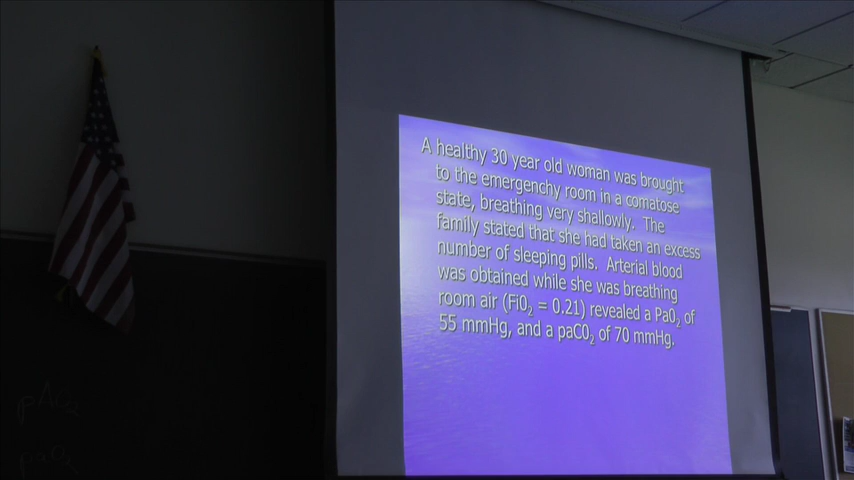 A healthy 30 year old woman was brought
to the emergenchy room in a comatose
state, breathing very shallowly. The
family stated that she had taken an excess
number of sleeping pills. Arterial blood
was obtained while she was breathing
room air (Fi0₂ = 0.21) revealed a Pa0₂ of
55 mmHg, and a paC0₂ of 70 mmHg.